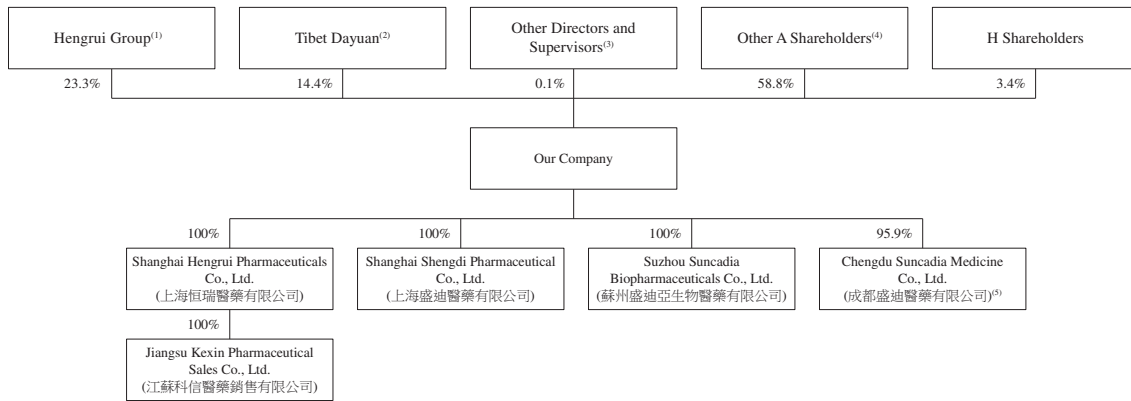 Hengrui Group(1)
Tibet Dayuan(2)
Other Directors and
Supervisors(3)
Other A Shareholders(4)
H Shareholders
23.3%
14.4%
0.1%
58.8%
3.4%
Our Company
100%
100%
100%
95.9%
Shanghai Hengrui Pharmaceuticals
Co., Ltd.
(上海恒瑞醫藥有限公司)
Shanghai Shengdi Pharmaceutical
Co., Ltd.
(上海盛迪醫藥有限公司)
Suzhou Suncadia
Biopharmaceuticals Co., Ltd.
(蘇州盛迪亞生物醫藥有限公司)
Chengdu Suncadia Medicine
Co., Ltd.
(成都盛迪醫藥有限公司)(5)
100%
Jiangsu Kexin Pharmaceutical
Sales Co., Ltd.
(江蘇科信醫藥銷售有限公司)